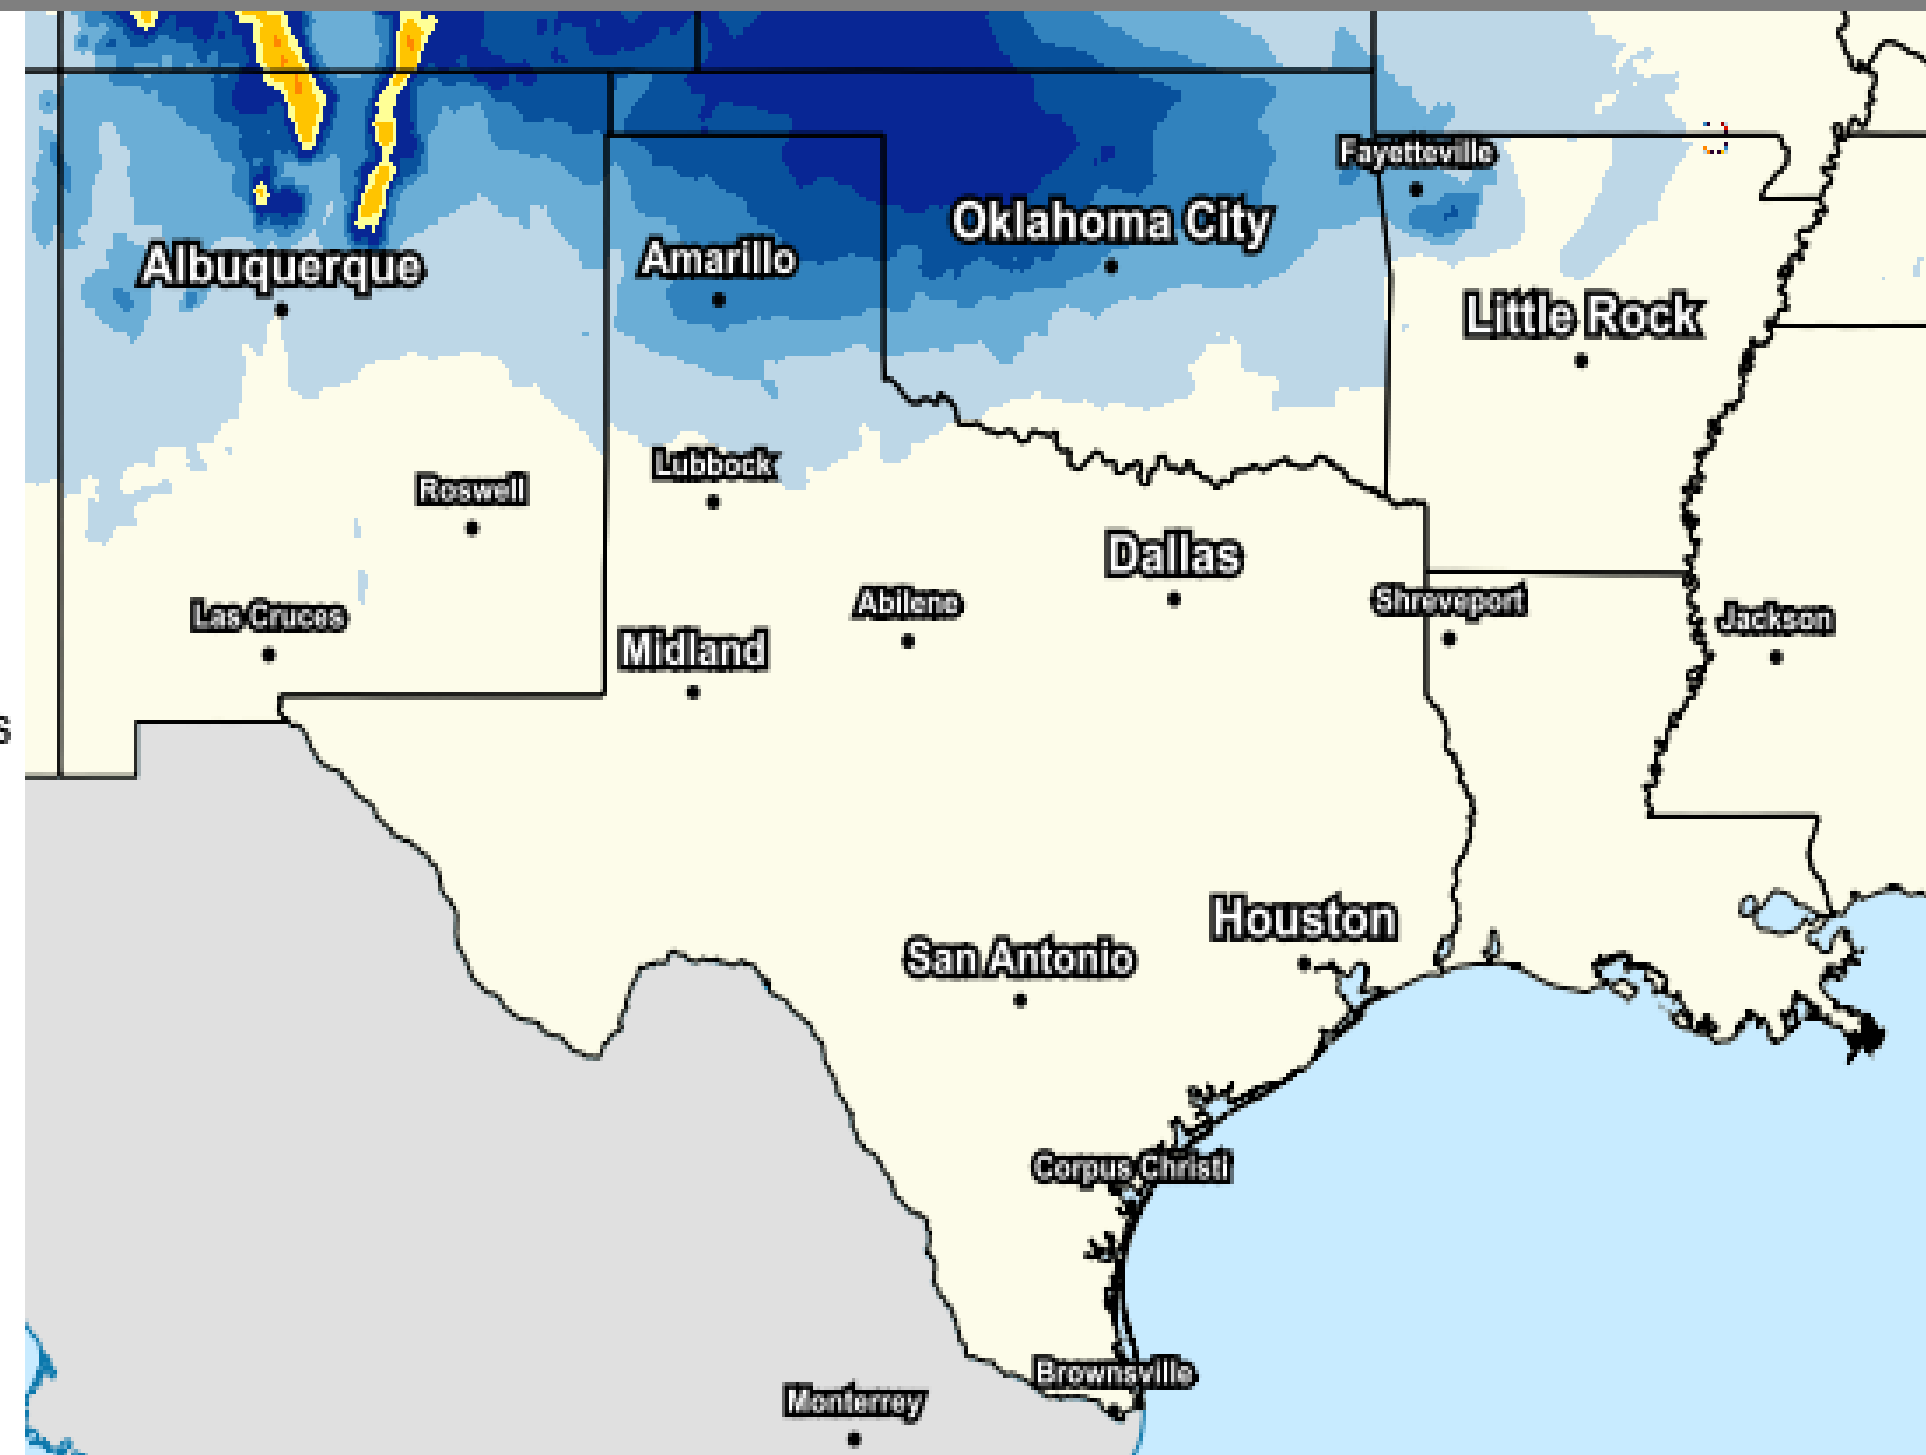 Fayetteville
Oklahoma City
Albuquerque
Amarillo
Little Rock
Lubbock
Roswell
Dallas
Abilene
Shreveport
Las Cruces
Jackson
Midland
s
Houston
San Antonio
Corpus Christi
Brownsville
Monterrey